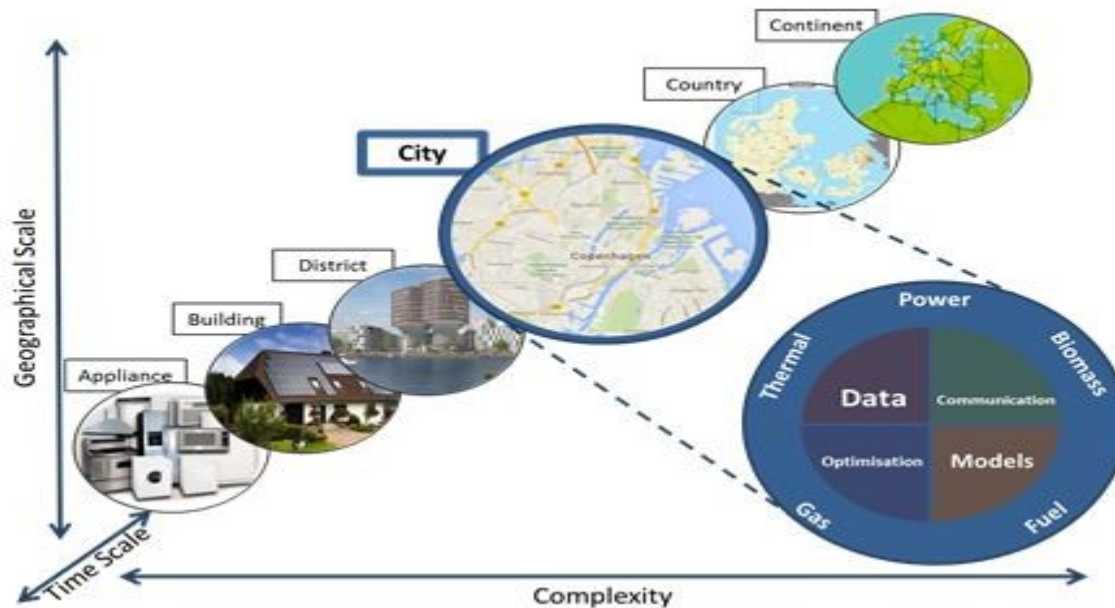 Continent
Country
City
District
Building
Appliance
Geographical Scale
Time Scale
Complexity
Copenhagen
Power
Thermal
Biomass
Data
Communication
Optimisation
Models
Gas
Fuel